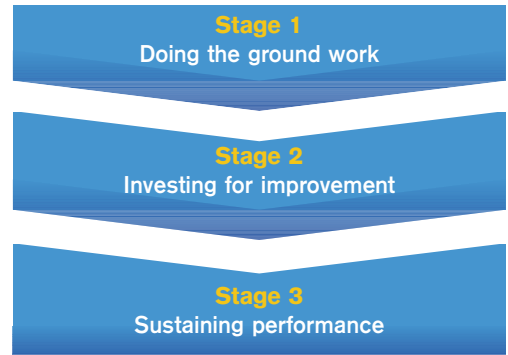 Stage 1
Doing the ground work
Stage 2
Investing for improvement
Stage 3
Sustaining performance